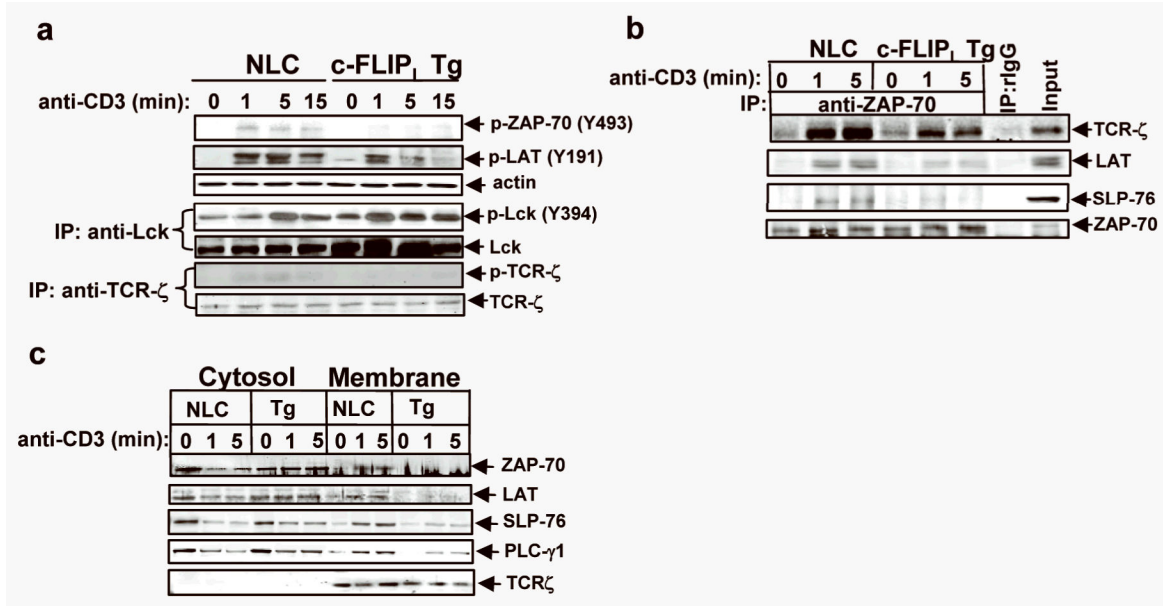 a
NLC c-FLIPL Tg
anti-CD3 (min): 0 1 5 15 0 1 5 15
p-ZAP-70 (Y493)
p-LAT (Y191)
actin
IP: anti-Lck
p-Lck (Y394)
Lck
IP: anti-TCR-ζ
p-TCR-ζ
TCR-ζ
b
NLC c-FLIPL Tg
anti-CD3 (min): 0 1 5 0 1 5
IP: anti-ZAP-70
IP:rIgG
Input
TCR-ζ
LAT
SLP-76
ZAP-70
c
Cytosol Membrane
NLC Tg NLC Tg
anti-CD3 (min): 0 1 5 0 1 5 0 1 5 0 1 5
ZAP-70
LAT
SLP-76
PLC-γ1
TCRζ